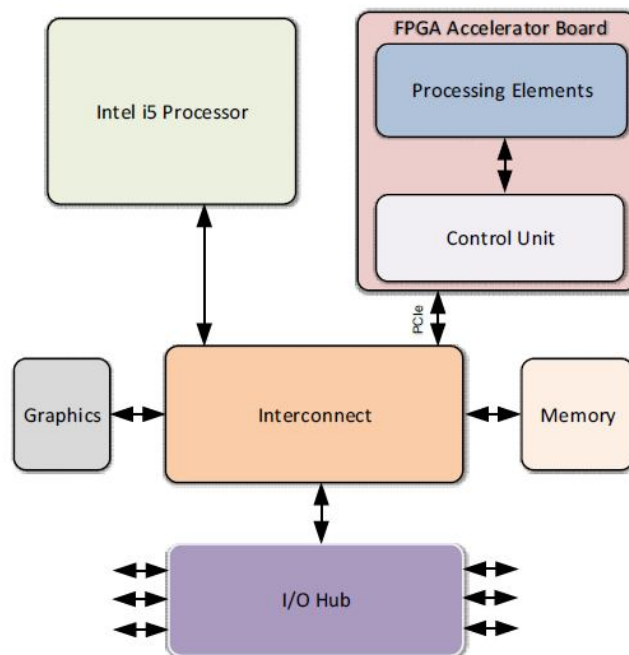 FPGA Accelerator Board
Processing Elements
Intel i5 Processor
Control Unit
PCIe
Graphics
Interconnect
Memory
I/O Hub